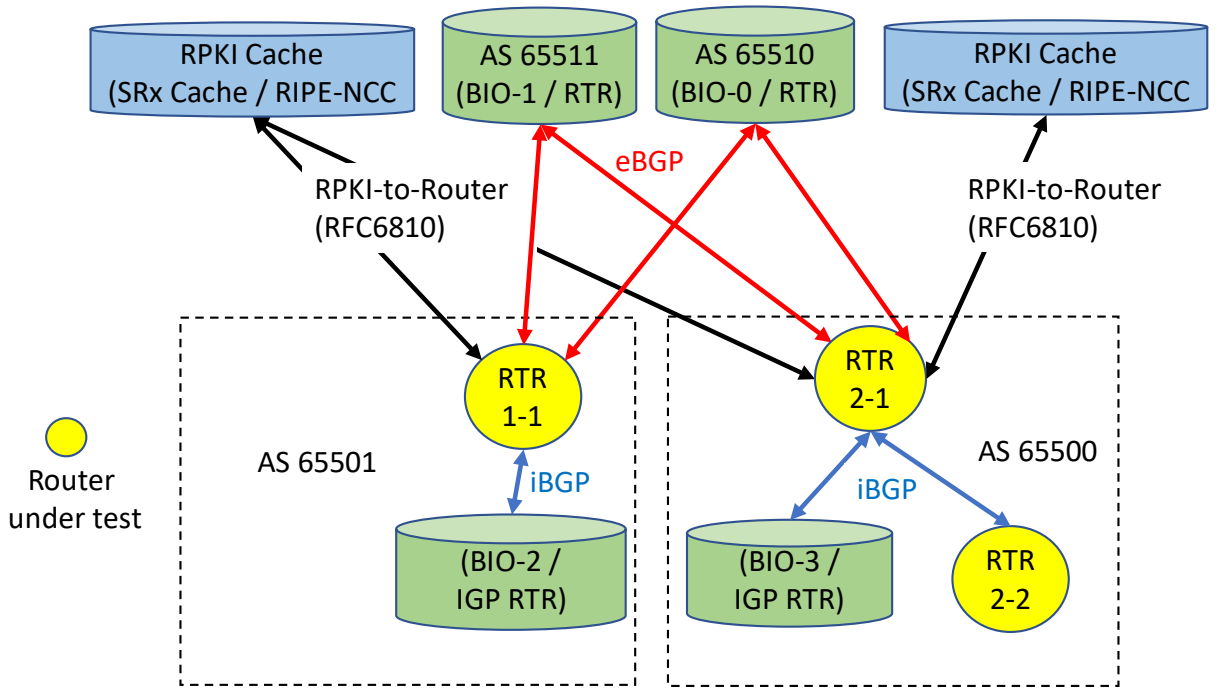 RPKI Cache
(SRx Cache / RIPE-NCC
AS 65511
(BIO-1 / RTR)
AS 65510
(BIO-0 / RTR)
RPKI Cache
(SRx Cache / RIPE-NCC
eBGP
RPKI-to-Router
(RFC6810)
RPKI-to-Router
(RFC6810)
RTR
1-1
RTR
2-1
AS 65501
AS 65500
Router
under test
iBGP
iBGP
(BIO-2 /
IGP RTR)
(BIO-3 /
IGP RTR)
RTR
2-2